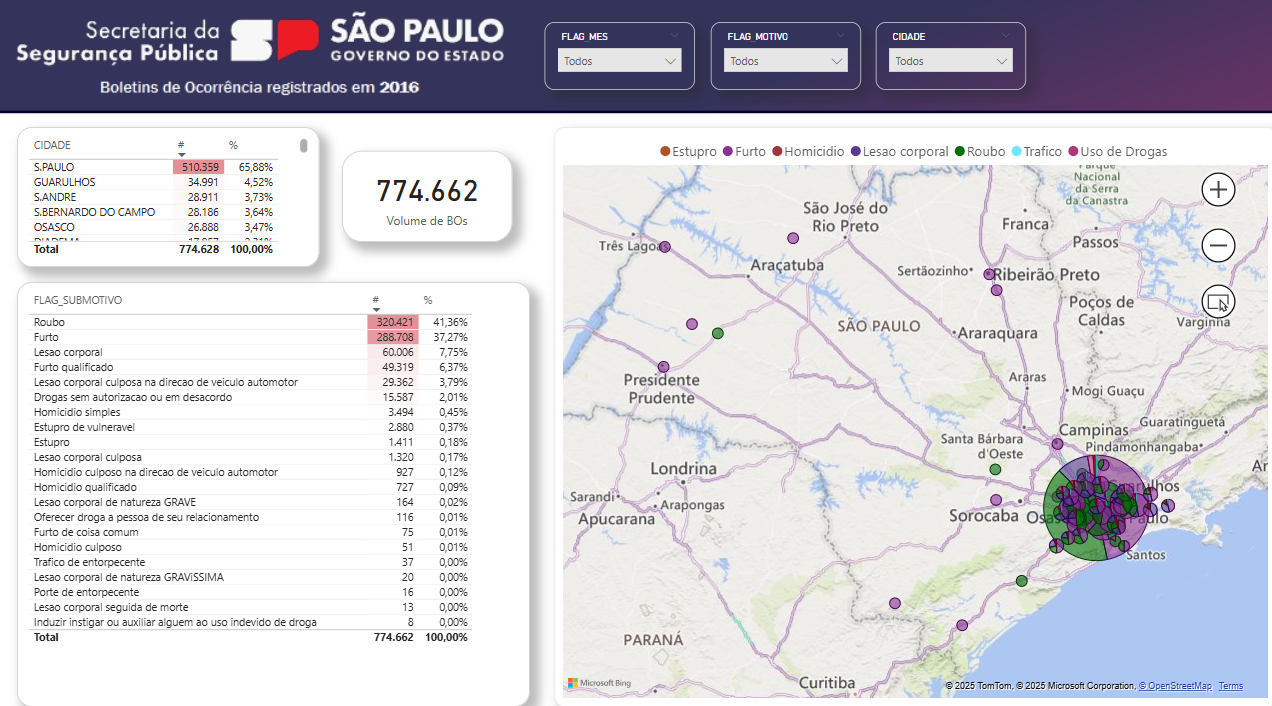 Secretaria da
Segurança Pública
SÃO PAULO
GOVERNO DO ESTADO
Boletins de Ocorrência registrados em 2016
FLAG_MES
Todos
FLAG_MOTIVO
Todos
CIDADE
Todos
CIDADE # %
S.PAULO 510.359 65,88%
GUARULHOS 34.991 4,52%
S.ANDRE 28.911 3,73%
S.BERNARDO DO CAMPO 28.186 3,64%
OSASCO 26.888 3,47%
Total 774.628 100,00%
774.662
Volume de BOs
FLAG_SUBMOTIVO # %
Roubo 320.421 41,36%
Furto 288.708 37,27%
Lesao corporal 60.006 7,75%
Furto qualificado 49.319 6,37%
Lesao corporal culposa na direcao de veiculo automotor 29.362 3,79%
Drogas sem autorizacao ou em desacordo 15.587 2,01%
Homicidio simples 3.494 0,45%
Estupro de vulneravel 2.880 0,37%
Estupro 1.411 0,18%
Lesao corporal culposa 1.320 0,17%
Homicidio culposo na direcao de veiculo automotor 927 0,12%
Homicidio qualificado 727 0,09%
Lesao corporal de natureza GRAVE 164 0,02%
Oferecer droga a pessoa de seu relacionamento 116 0,01%
Furto de coisa comum 75 0,01%
Homicidio culposo 51 0,01%
Trafico de entorpecente 37 0,00%
Lesao corporal de natureza GRAVíSSIMA 20 0,00%
Porte de entorpecente 16 0,00%
Lesao corporal seguida de morte 13 0,00%
Induzir instigar ou auxiliar alguem ao uso indevido de droga 8 0,00%
Total 774.662 100,00%
Estupro Furto Homicidio Lesao corporal Roubo Trafico Uso de Drogas
Parque
Nacional
da Serra
da Canastra
São José do
Rio Preto
Franca
Passos
Três Lagoas
Araçatuba
Sertãozinho
Ribeirão Preto
Poços de
Caldas
Varginha
SÃO PAULO
Araraquara
Presidente
Prudente
Araras
Mogi Guaçu
Guaratinguetá
Campinas
Pindamonhangaba
Santa Bárbara
d'Oeste
Londrina
Sarandi
Arapongas
Apucarana
Sorocaba
Santos
PARANÁ
Curitiba
Microsoft Bing
© 2025 TomTom, © 2025 Microsoft Corporation, © OpenStreetMap Terms